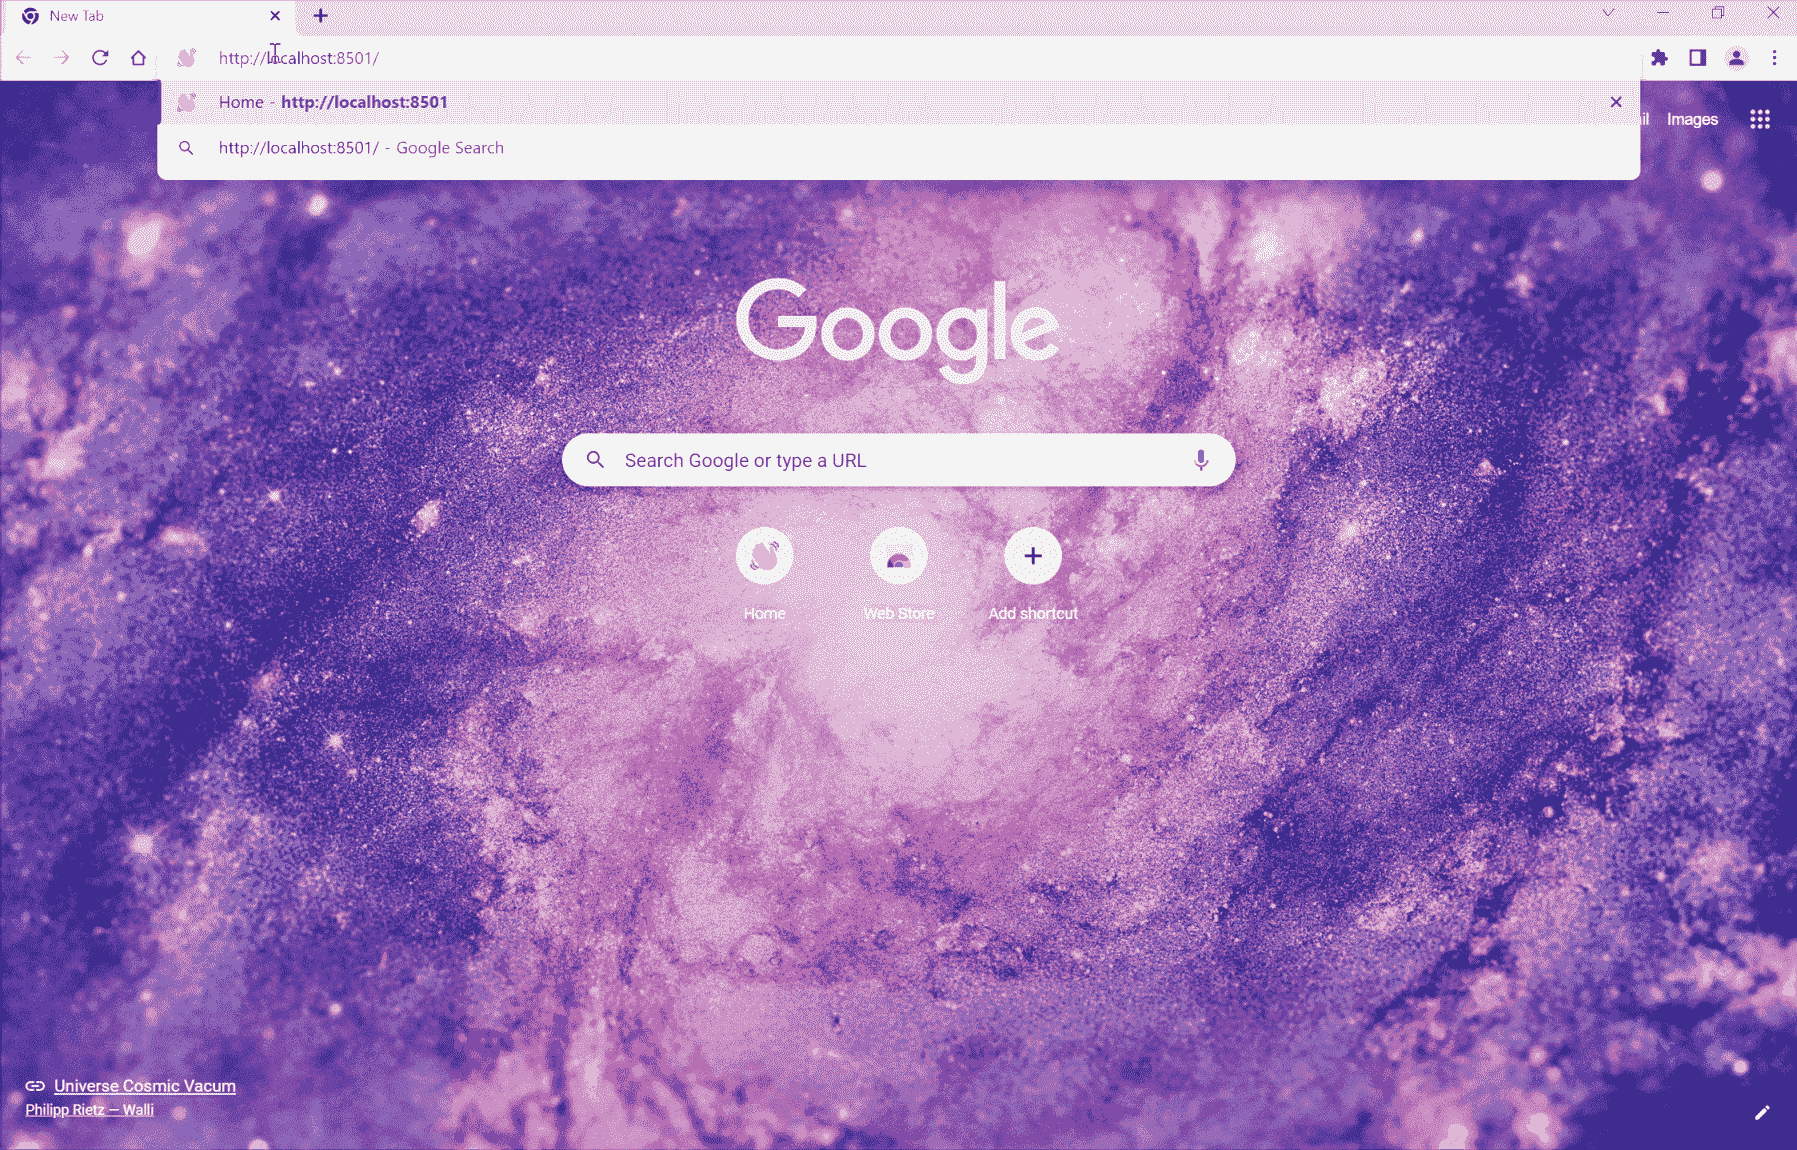 New Tab
http://localhost:8501/
Home - http://localhost:8501
http://localhost:8501/ - Google Search
Images
Google
Search Google or type a URL
Home
Web Store
Add shortcut
Universe Cosmic Vacum
Philipp Rietz — Walli